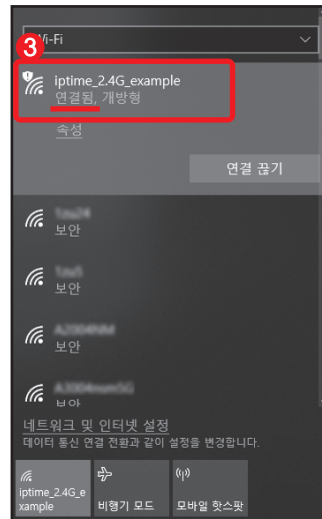 3
Wi-Fi
iptime_2.4G_example
연결됨, 개방형
속성
연결 끊기
보안
보안
보안
보안
네트워크 및 인터넷 설정
데이터 통신 연결 전환과 같이 설정을 변경합니다.
iptime_2.4G_e
xample
비행기 모드
모바일 핫스팟